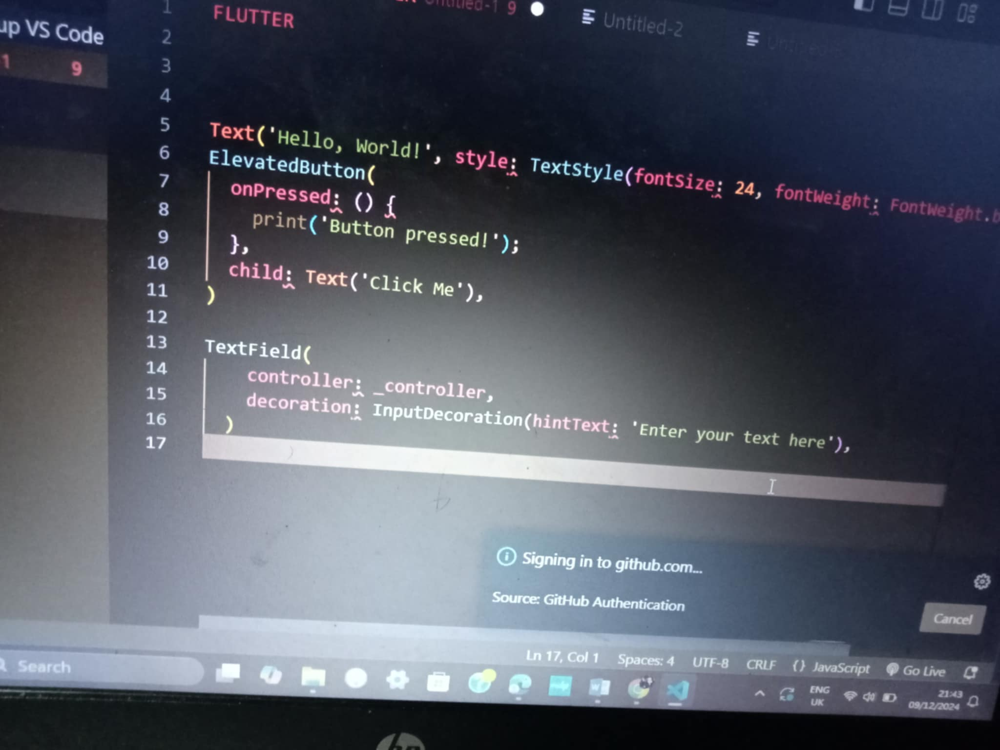 up VS Code
1 9
Untitled-1 9
Untitled-2
1 FLUTTER
2
3
4
5 Text('Hello, World!', style: TextStyle(fontSize: 24, fontWeight: FontWeight.b
6 ElevatedButton(
7 onPressed: () {
8 print('Button pressed!');
9 },
10 child: Text('Click Me'),
11 )
12
13 TextField(
14 controller: _controller,
15 decoration: InputDecoration(hintText: 'Enter your text here'),
16 )
17
Signing in to github.com...
Source: GitHub Authentication
Cancel
Ln 17, Col 1 Spaces: 4 UTF-8 CRLF {} JavaScript Go Live
Search
ENG
UK
21:43
09/12/2024
hp